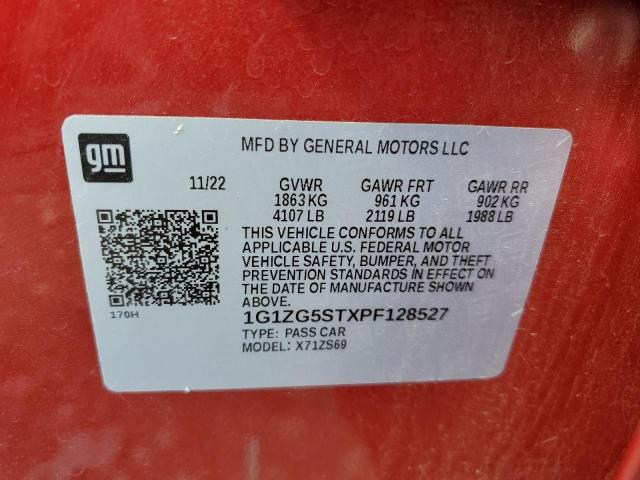 gm
MFD BY GENERAL MOTORS LLC
11/22 GVWR GAWR FRT GAWR RR
1863 KG 961 KG 902 KG
4107 LB 2119 LB 1988 LB
THIS VEHICLE CONFORMS TO ALL
APPLICABLE U.S. FEDERAL MOTOR
VEHICLE SAFETY, BUMPER, AND THEFT
PREVENTION STANDARDS IN EFFECT ON
THE DATE OF MANUFACTURE SHOWN
ABOVE.
170H
1G1ZG5STXPF128527
TYPE: PASS CAR
MODEL: X71ZS69